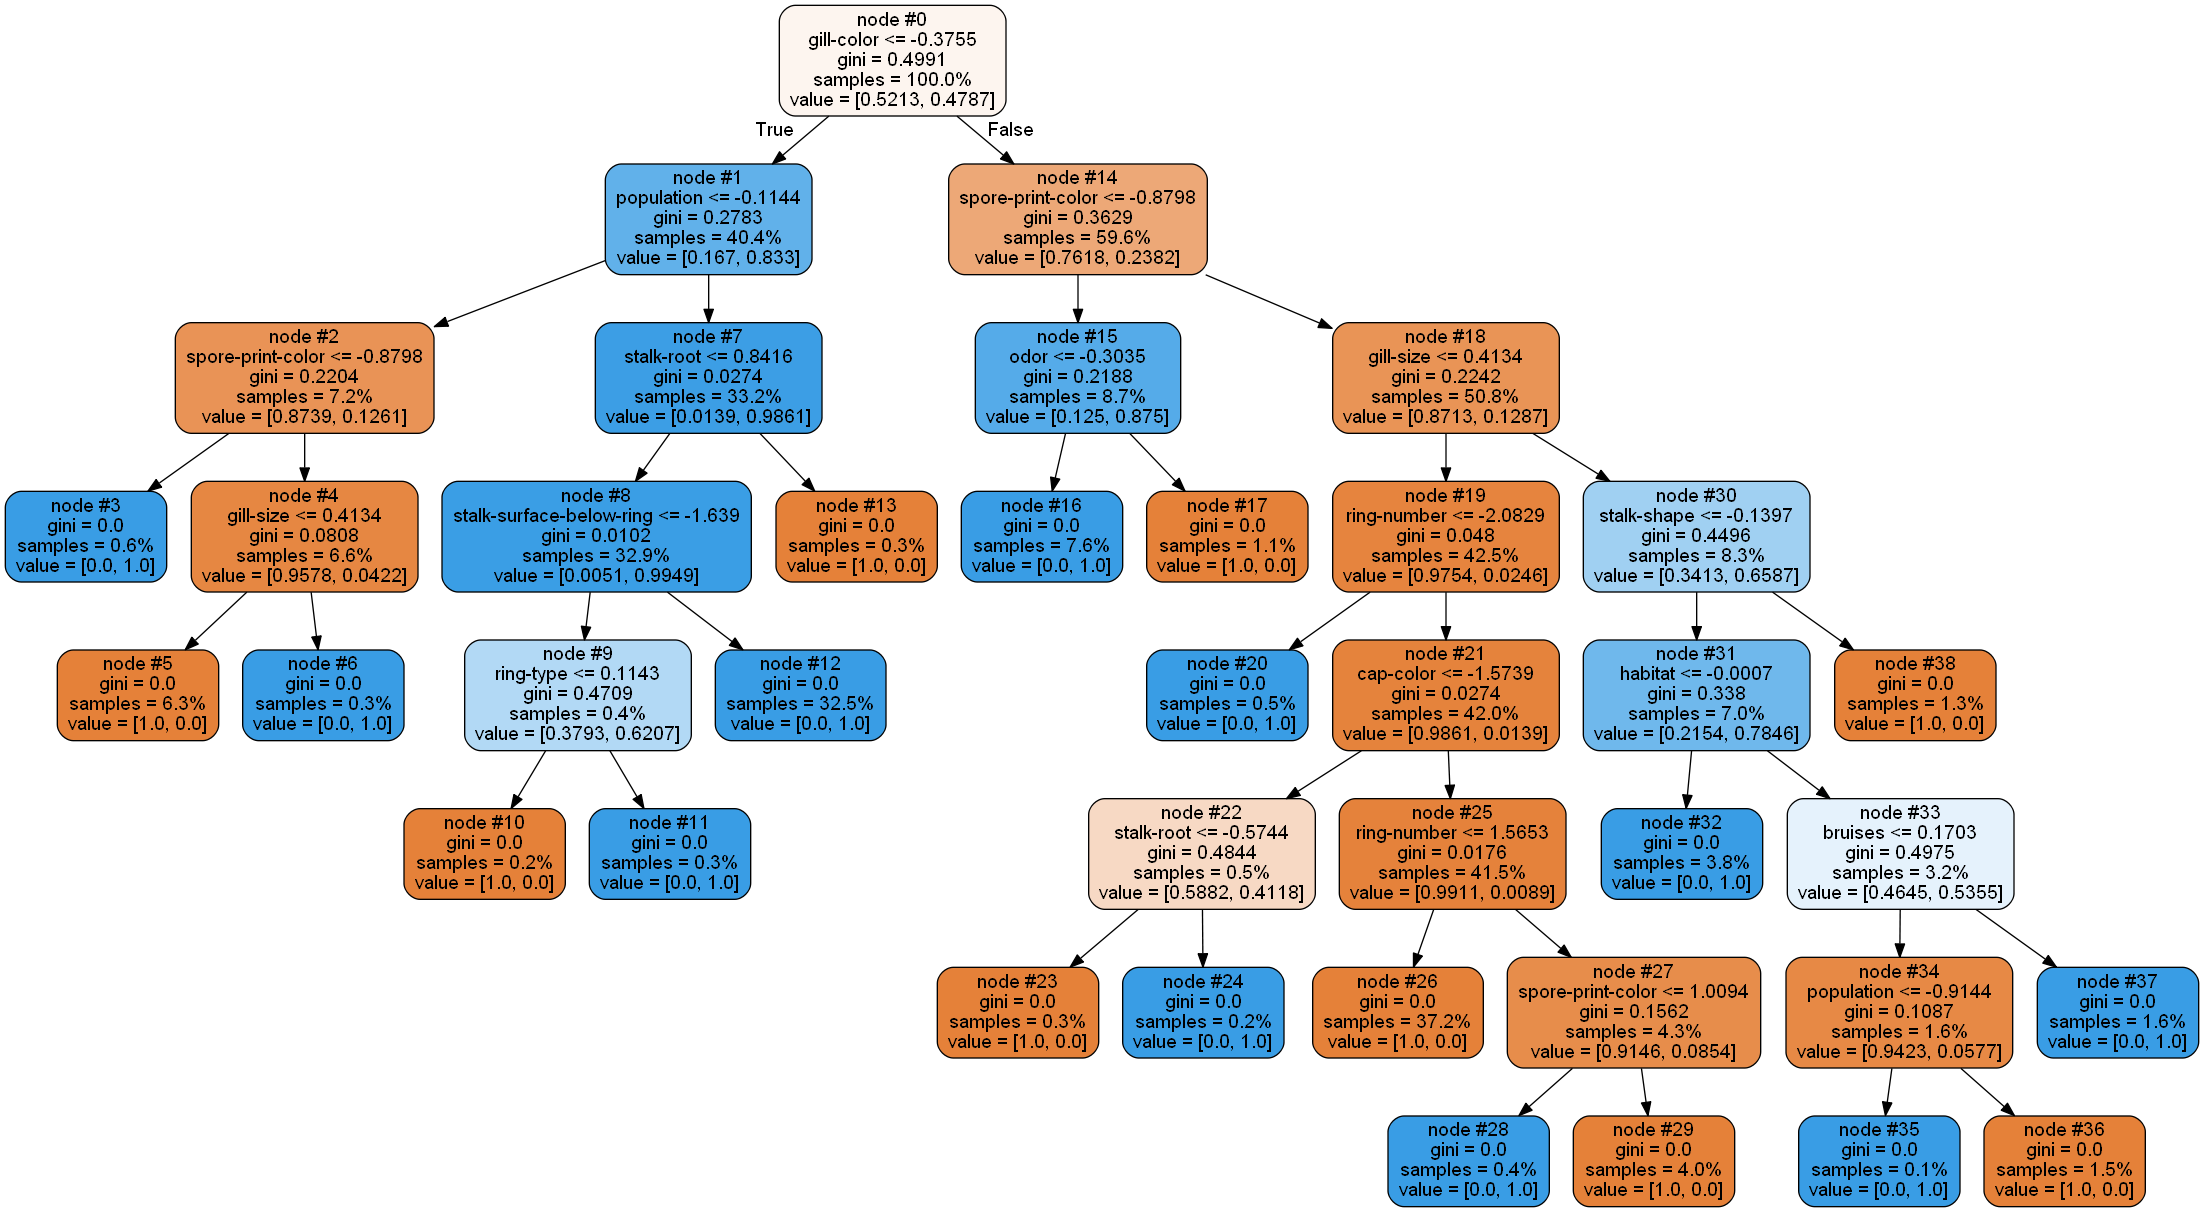 node #0
gill-color <= -0.3755
gini = 0.4991
samples = 100.0%
value = [0.5213, 0.4787]
True
False
node #1
population <= -0.1144
gini = 0.2783
samples = 40.4%
value = [0.167, 0.833]
node #14
spore-print-color <= -0.8798
gini = 0.3629
samples = 59.6%
value = [0.7618, 0.2382]
node #2
spore-print-color <= -0.8798
gini = 0.2204
samples = 7.2%
value = [0.8739, 0.1261]
node #7
stalk-root <= 0.8416
gini = 0.0274
samples = 33.2%
value = [0.0139, 0.9861]
node #15
odor <= -0.3035
gini = 0.2188
samples = 8.7%
value = [0.125, 0.875]
node #18
gill-size <= 0.4134
gini = 0.2242
samples = 50.8%
value = [0.8713, 0.1287]
node #3
gini = 0.0
samples = 0.6%
value = [0.0, 1.0]
node #4
gill-size <= 0.4134
gini = 0.0808
samples = 6.6%
value = [0.9578, 0.0422]
node #8
stalk-surface-below-ring <= -1.639
gini = 0.0102
samples = 32.9%
value = [0.0051, 0.9949]
node #13
gini = 0.0
samples = 0.3%
value = [1.0, 0.0]
node #16
gini = 0.0
samples = 7.6%
value = [0.0, 1.0]
node #17
gini = 0.0
samples = 1.1%
value = [1.0, 0.0]
node #19
ring-number <= -2.0829
gini = 0.048
samples = 42.5%
value = [0.9754, 0.0246]
node #30
stalk-shape <= -0.1397
gini = 0.4496
samples = 8.3%
value = [0.3413, 0.6587]
node #5
gini = 0.0
samples = 6.3%
value = [1.0, 0.0]
node #6
gini = 0.0
samples = 0.3%
value = [0.0, 1.0]
node #9
ring-type <= 0.1143
gini = 0.4709
samples = 0.4%
value = [0.3793, 0.6207]
node #12
gini = 0.0
samples = 32.5%
value = [0.0, 1.0]
node #20
gini = 0.0
samples = 0.5%
value = [0.0, 1.0]
node #21
cap-color <= -1.5739
gini = 0.0274
samples = 42.0%
value = [0.9861, 0.0139]
node #31
habitat <= -0.0007
gini = 0.338
samples = 7.0%
value = [0.2154, 0.7846]
node #38
gini = 0.0
samples = 1.3%
value = [1.0, 0.0]
node #10
gini = 0.0
samples = 0.2%
value = [1.0, 0.0]
node #11
gini = 0.0
samples = 0.3%
value = [0.0, 1.0]
node #22
stalk-root <= -0.5744
gini = 0.4844
samples = 0.5%
value = [0.5882, 0.4118]
node #25
ring-number <= 1.5653
gini = 0.0176
samples = 41.5%
value = [0.9911, 0.0089]
node #32
gini = 0.0
samples = 3.8%
value = [0.0, 1.0]
node #33
bruises <= 0.1703
gini = 0.4975
samples = 3.2%
value = [0.4645, 0.5355]
node #23
gini = 0.0
samples = 0.3%
value = [1.0, 0.0]
node #24
gini = 0.0
samples = 0.2%
value = [0.0, 1.0]
node #26
gini = 0.0
samples = 37.2%
value = [1.0, 0.0]
node #27
spore-print-color <= 1.0094
gini = 0.1562
samples = 4.3%
value = [0.9146, 0.0854]
node #34
population <= -0.9144
gini = 0.1087
samples = 1.6%
value = [0.9423, 0.0577]
node #37
gini = 0.0
samples = 1.6%
value = [0.0, 1.0]
node #28
gini = 0.0
samples = 0.4%
value = [0.0, 1.0]
node #29
gini = 0.0
samples = 4.0%
value = [1.0, 0.0]
node #35
gini = 0.0
samples = 0.1%
value = [0.0, 1.0]
node #36
gini = 0.0
samples = 1.5%
value = [1.0, 0.0]